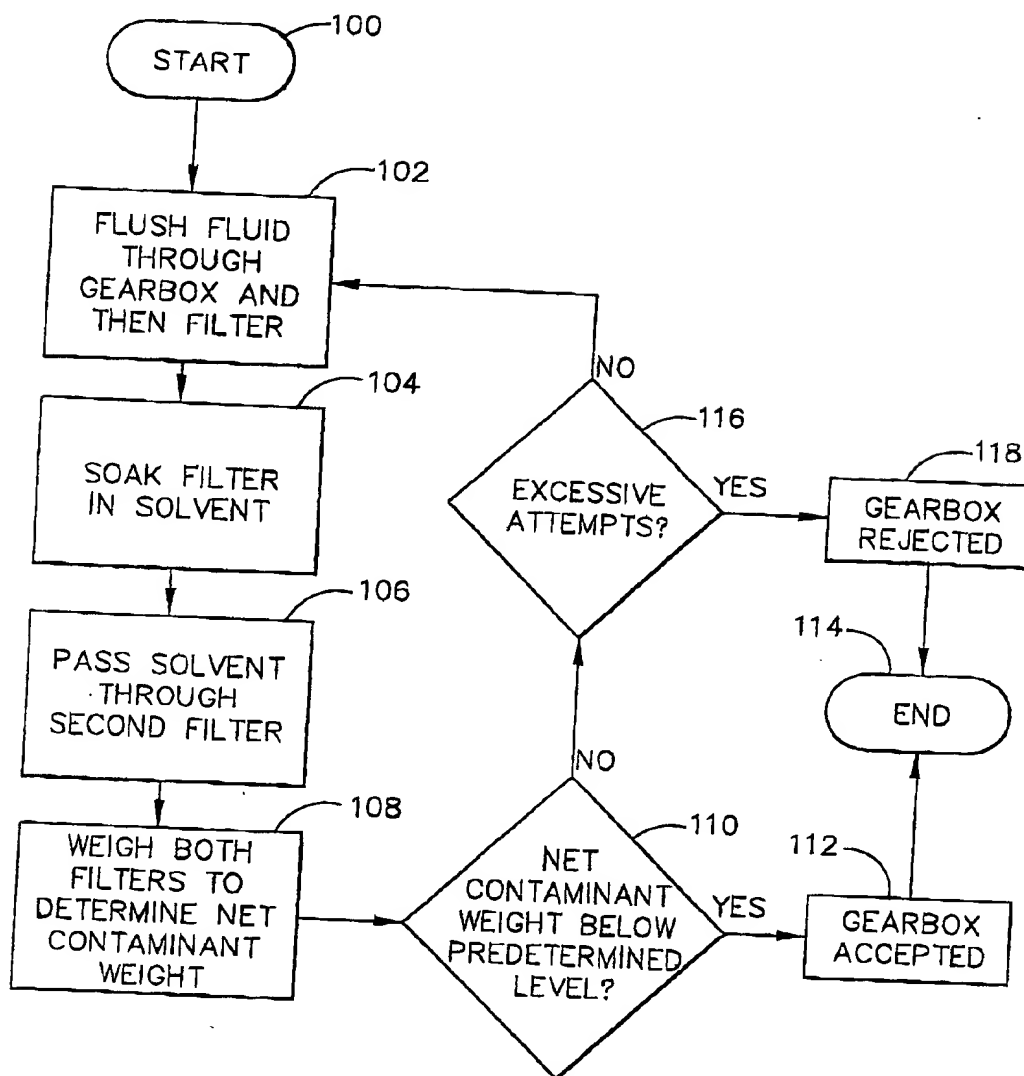 100
START
102
FLUSH FLUID
THROUGH
GEARBOX AND
THEN FILTER
104
SOAK FILTER
IN SOLVENT
106
PASS SOLVENT
THROUGH
SECOND FILTER
108
WEIGH BOTH
FILTERS TO
DETERMINE NET
CONTAMINANT
WEIGHT
110
NET
CONTAMINANT
WEIGHT BELOW
PREDETERMINED
LEVEL?
NO
YES
116
EXCESSIVE
ATTEMPTS?
NO
YES
118
GEARBOX
REJECTED
114
END
112
GEARBOX
ACCEPTED